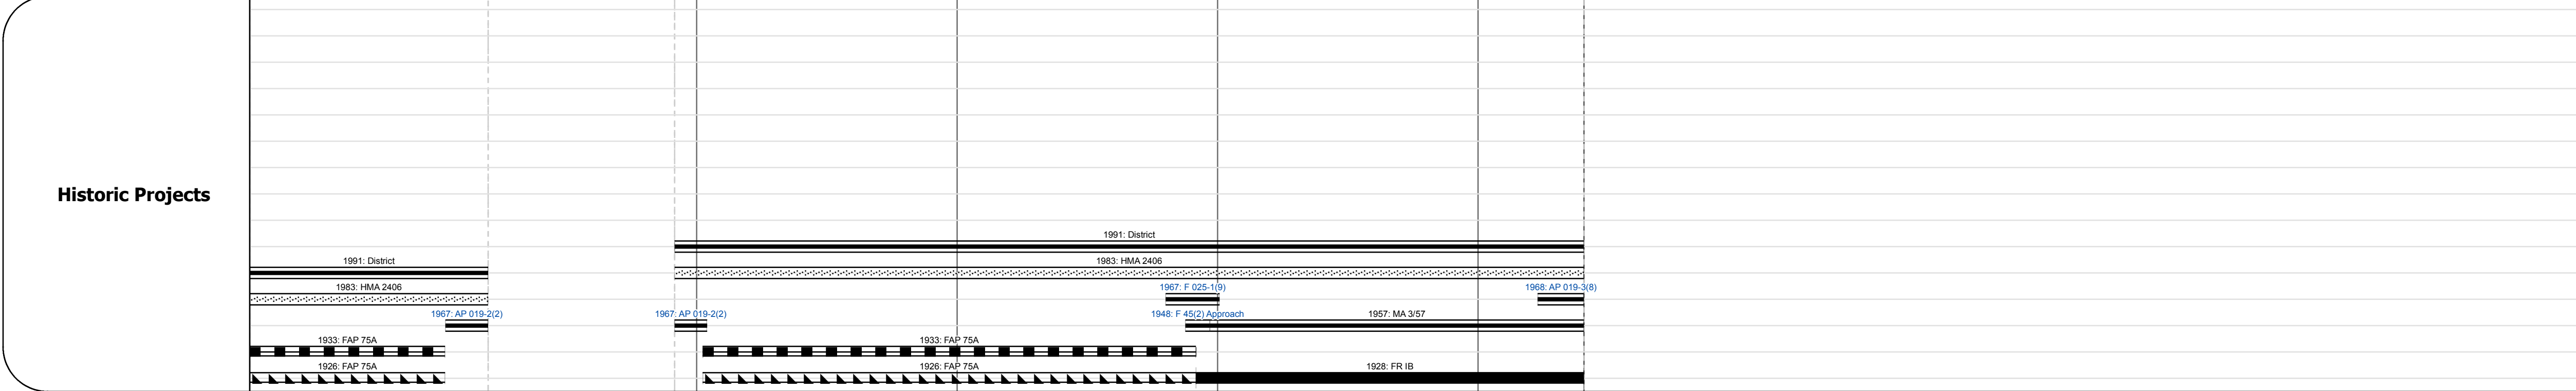 Historic Projects
1991: District
1991: District
1983: HMA 2406
1983: HMA 2406
1967: F 025-1(9)
1968: AP 019-3(8)
1967: AP 019-2(2)
1967: AP 019-2(2)
1948: F 45(2) Approach
1957: MA 3/57
1933: FAP 75A
1933: FAP 75A
1926: FAP 75A
1926: FAP 75A
1928: FR IB